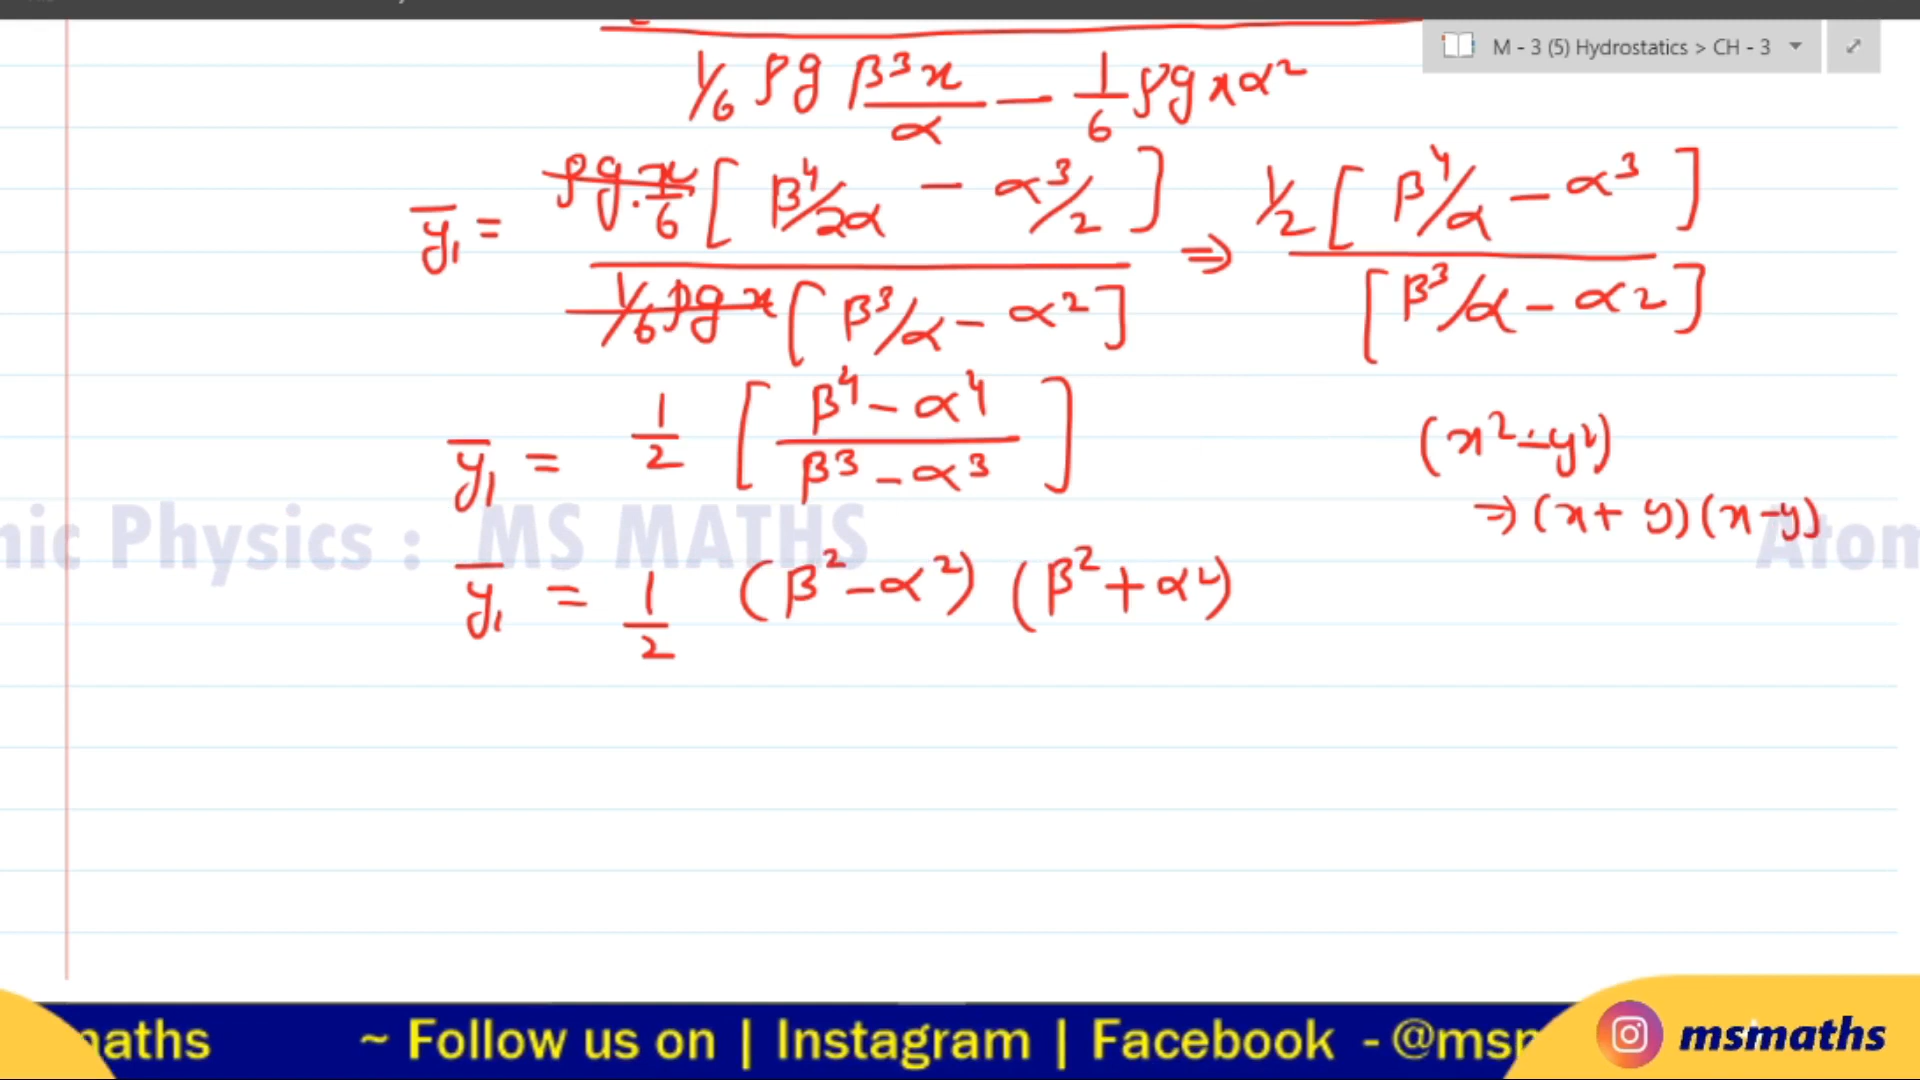 M - 3 (5) Hydrostatics > CH - 3
1/6 ρg β³x/α − 1/6 ρg xα²
ȳ₁ = ρg.x/6 [ β⁴/2α − α³/2 ] / 1/6 ρg x [ β³/α − α² ] ⇒ 1/2 [ β⁴/α − α³ ] / [ β³/α − α2 ]
ȳ₁ = 1/2 [ β⁴ − α⁴ / β³ − α³ ]
(x² − y²)
⇒ (x + y) (x − y)
nic Physics : MS MATHS Atom
ȳ₁ = 1/2 (β² − α²) (β² + α²)
maths ~ Follow us on | Instagram | Facebook - @msm
msmaths